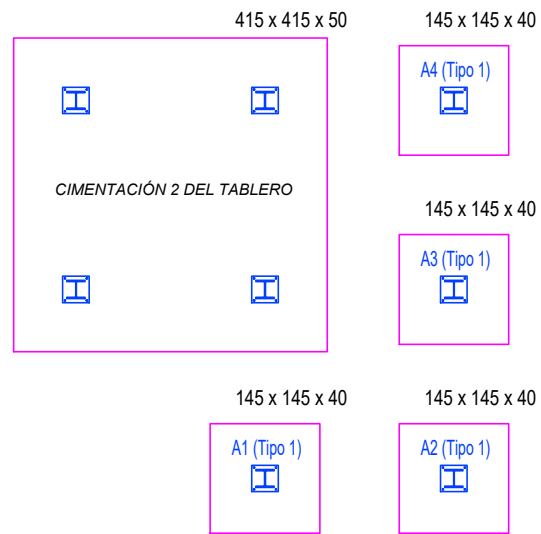 415 x 415 x 50
145 x 145 x 40
A4 (Tipo 1)
CIMENTACIÓN 2 DEL TABLERO
145 x 145 x 40
A3 (Tipo 1)
145 x 145 x 40
145 x 145 x 40
A1 (Tipo 1)
A2 (Tipo 1)